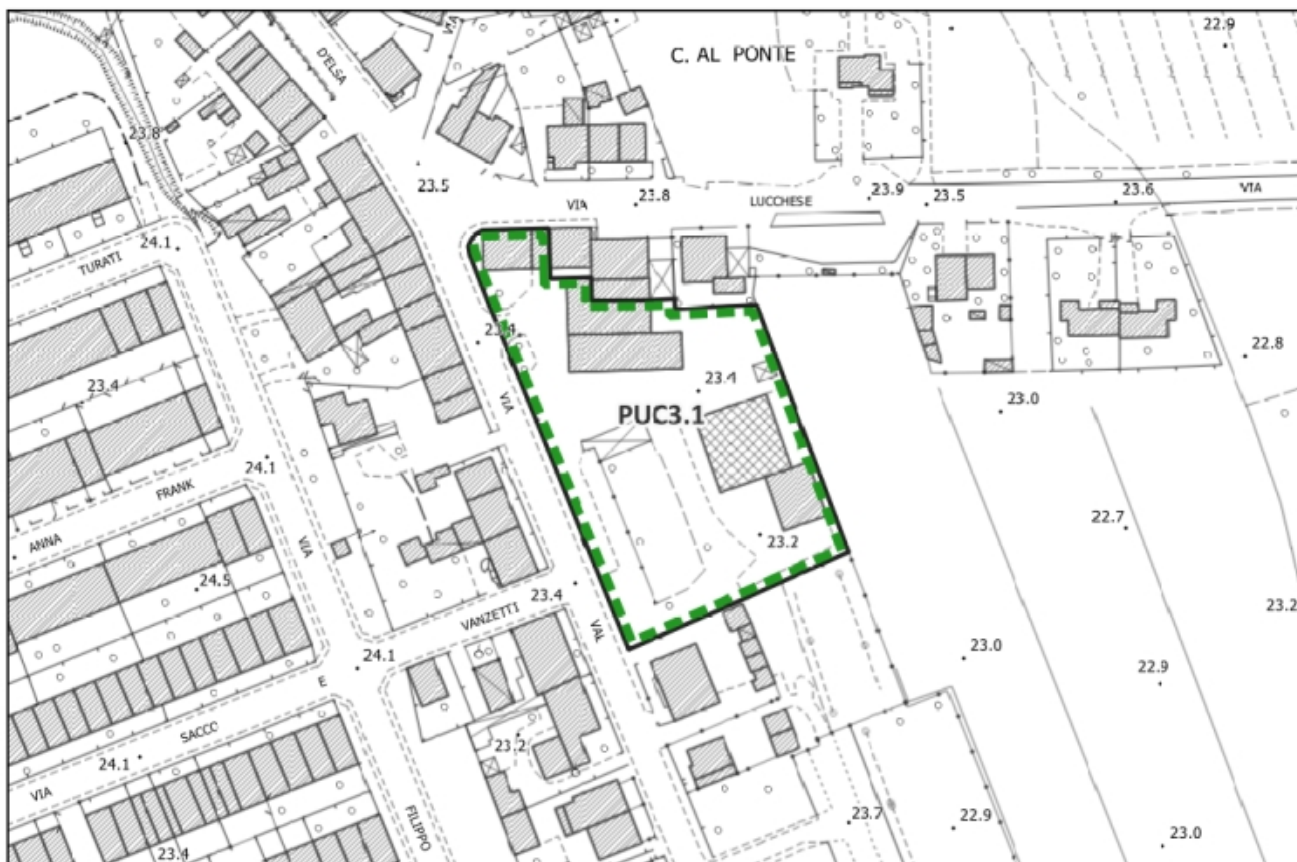 22.9
D'ELSA
VIA
C. AL PONTE
23.8
23.5
VIA
23.8
LUCCHESE
23.9
23.5
23.6
VIA
24.1
TURATI
23.4
22.8
23.4
23.4
PUC3.1
VIA
23.0
24.1
FRANK
ANNA
VIA
22.7
23.2
24.5
23.4
VANZETTI
VAL
23.2
24.1
E
23.0
22.9
SACCO
23.2
24.1
VIA
FILIPPO
23.7
22.9
23.4
23.0